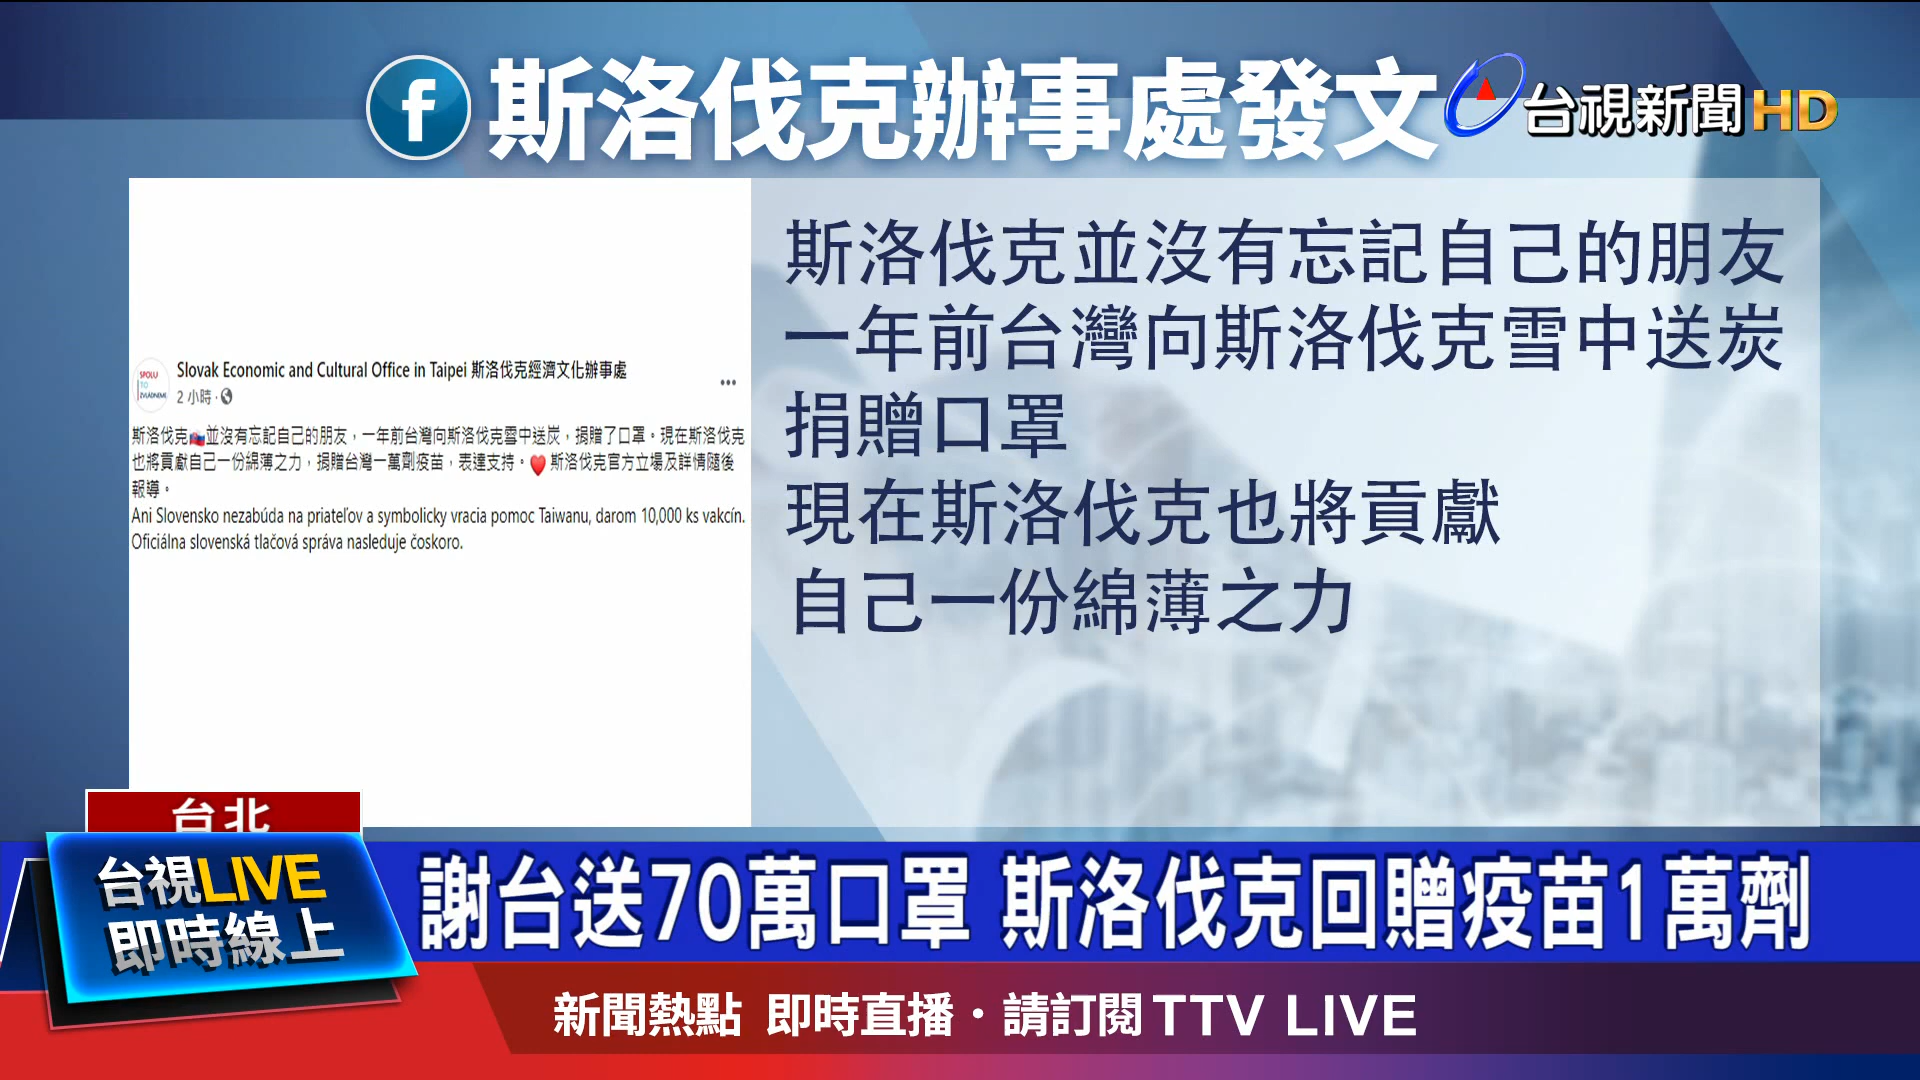 f 斯洛伐克辦事處發文
台視新聞HD
斯洛伐克並沒有忘記自己的朋友
一年前台灣向斯洛伐克雪中送炭
捐贈口罩
現在斯洛伐克也將貢獻
自己一份綿薄之力
SPOLU
TO
ZVLÁDNEME
Slovak Economic and Cultural Office in Taipei 斯洛伐克經濟文化辦事處
2 小時 ·
斯洛伐克🇸🇰並沒有忘記自己的朋友，一年前台灣向斯洛伐克雪中送炭，捐贈了口罩。現在斯洛伐克
也將貢獻自己一份綿薄之力，捐贈台灣一萬劑疫苗，表達支持。❤️ 斯洛伐克官方立場及詳情隨後
報導。
Ani Slovensko nezabúda na priateľov a symbolicky vracia pomoc Taiwanu, darom 10,000 ks vakcín.
Oficiálna slovenská tlačová správa nasleduje čoskoro.
台北
台視LIVE
即時線上
謝台送70萬口罩 斯洛伐克回贈疫苗1萬劑
新聞熱點 即時直播・請訂閱TTV LIVE